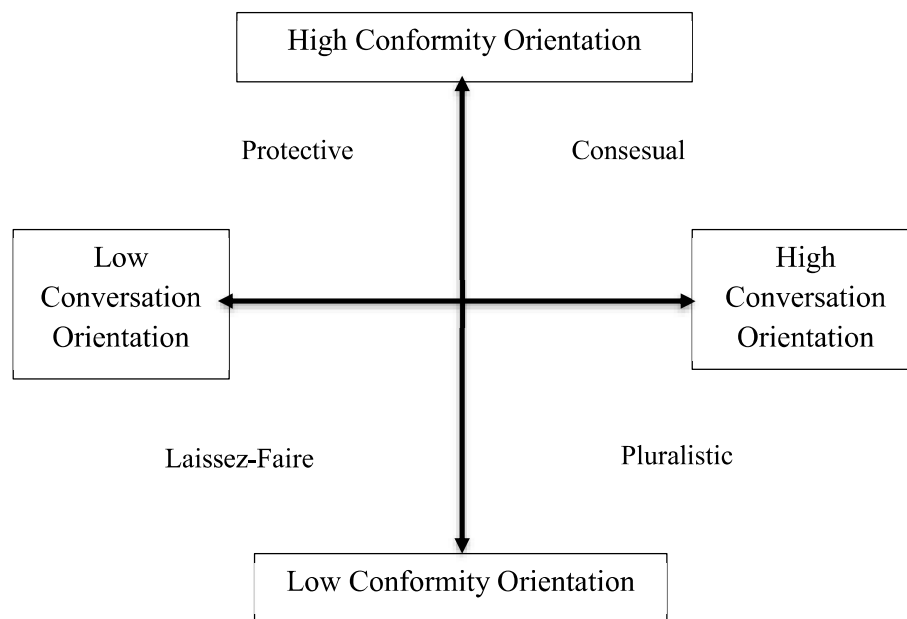 High Conformity Orientation
Protective
Consesual
Low
Conversation
Orientation
High
Conversation
Orientation
Laissez-Faire
Pluralistic
Low Conformity Orientation